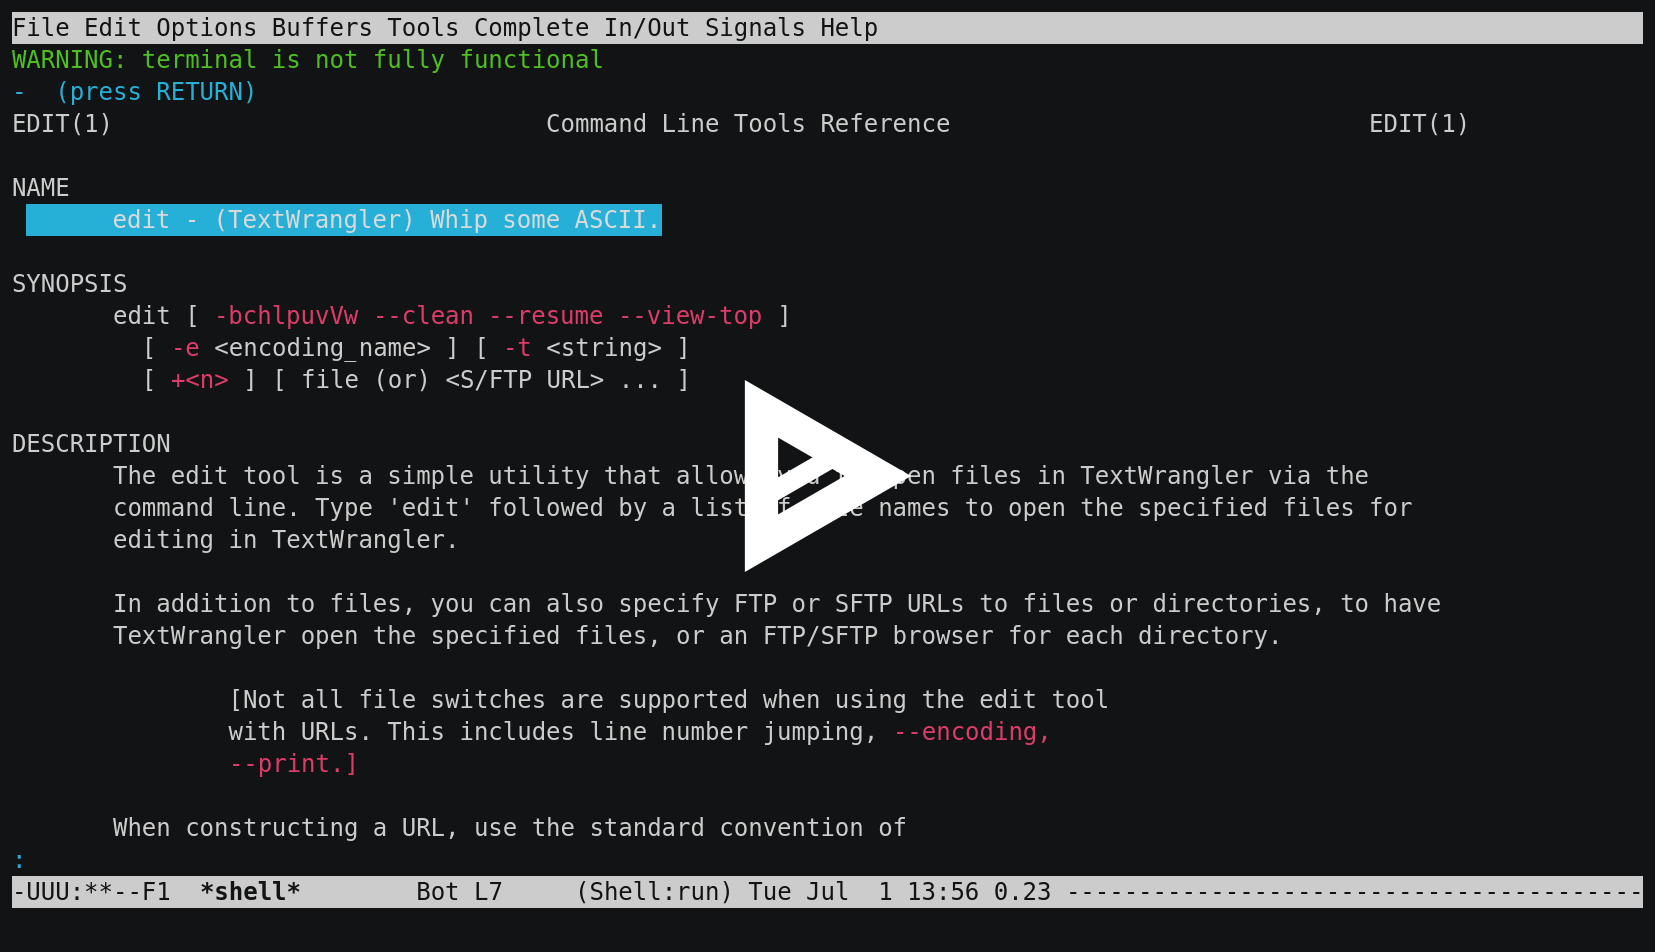 File Edit Options Buffers Tools Complete In/Out Signals Help
WARNING: terminal is not fully functional
-  (press RETURN)
EDIT(1) Command Line Tools Reference EDIT(1)
NAME
edit - (TextWrangler) Whip some ASCII.
SYNOPSIS
edit [ -bchlpuvVw --clean --resume --view-top ]
[ -e <encoding_name> ] [ -t <string> ]
[ +<n> ] [ file (or) <S/FTP URL> ... ]
DESCRIPTION
The edit tool is a simple utility that files in TextWrangler via the
command line. Type 'edit' followed by a list names to open the specified files for
editing in TextWrangler.
In addition to files, you can also specify FTP or SFTP URLs to files or directories, to have
TextWrangler open the specified files, or an FTP/SFTP browser for each directory.
[Not all file switches are supported when using the edit tool
with URLs. This includes line number jumping, --encoding,
--print.]
When constructing a URL, use the standard convention of
:
-UUU:**--F1  *shell*        Bot L7     (Shell:run) Tue Jul  1 13:56 0.23 ----------------------------------------